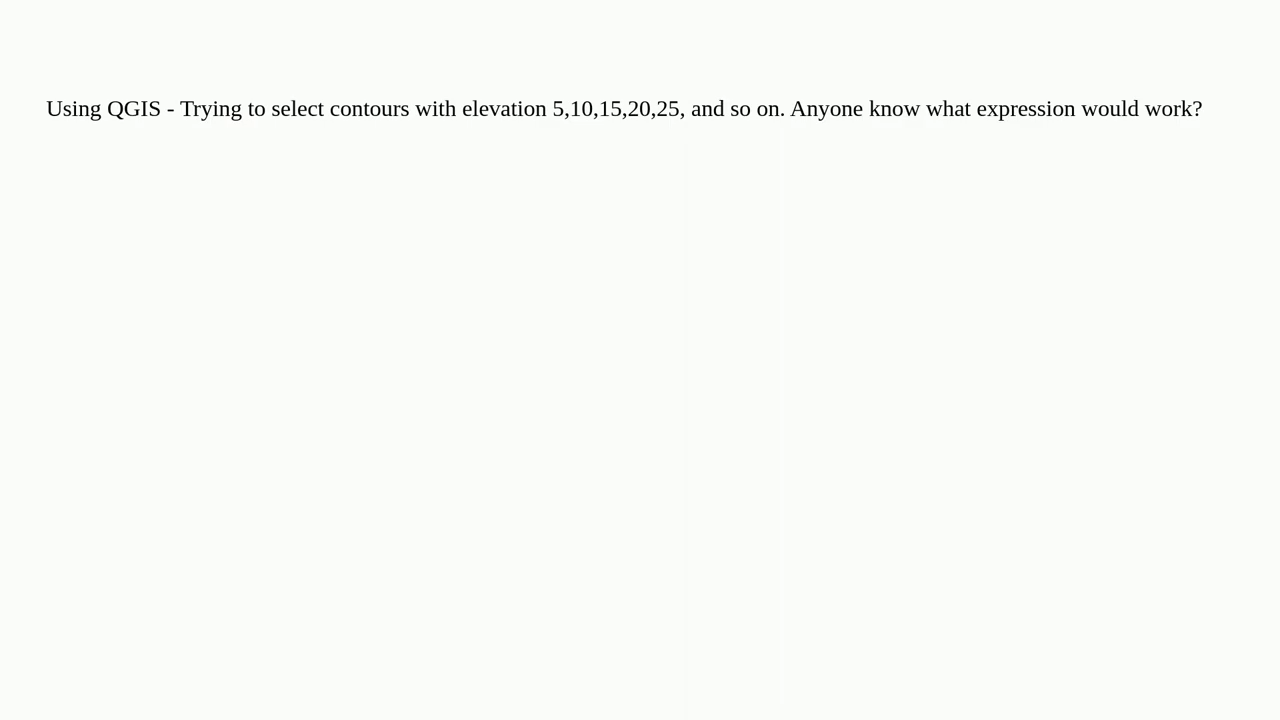 Using QGIS - Trying to select contours with elevation 5,10,15,20,25, and so on. Anyone know what expression would work?